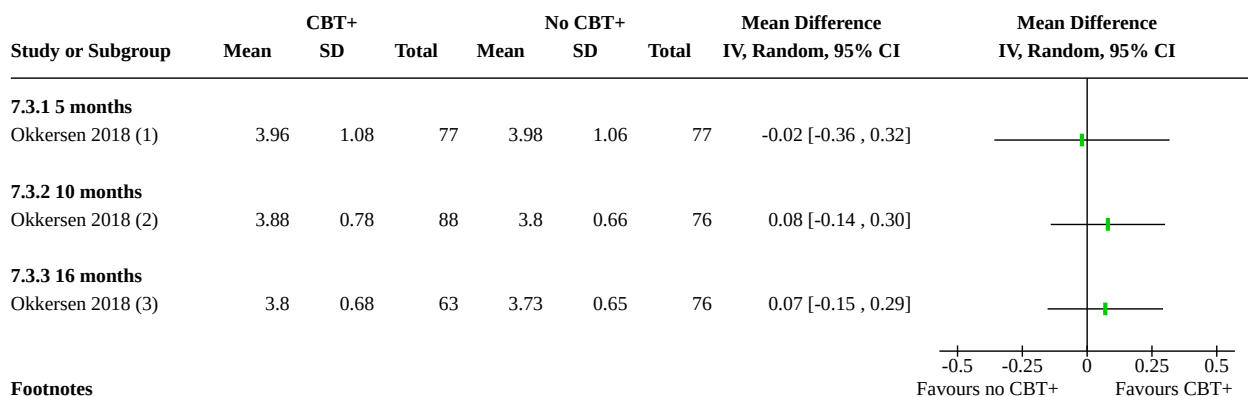 CBT+ No CBT+ Mean Difference Mean Difference
Study or Subgroup Mean SD Total Mean SD Total IV, Random, 95% CI IV, Random, 95% CI
7.3.1 5 months
Okkersen 2018 (1) 3.96 1.08 77 3.98 1.06 77 -0.02 [-0.36 , 0.32]
7.3.2 10 months
Okkersen 2018 (2) 3.88 0.78 88 3.8 0.66 76 0.08 [-0.14 , 0.30]
7.3.3 16 months
Okkersen 2018 (3) 3.8 0.68 63 3.73 0.65 76 0.07 [-0.15 , 0.29]
-0.5 -0.25 0 0.25 0.5
Footnotes Favours no CBT+ Favours CBT+